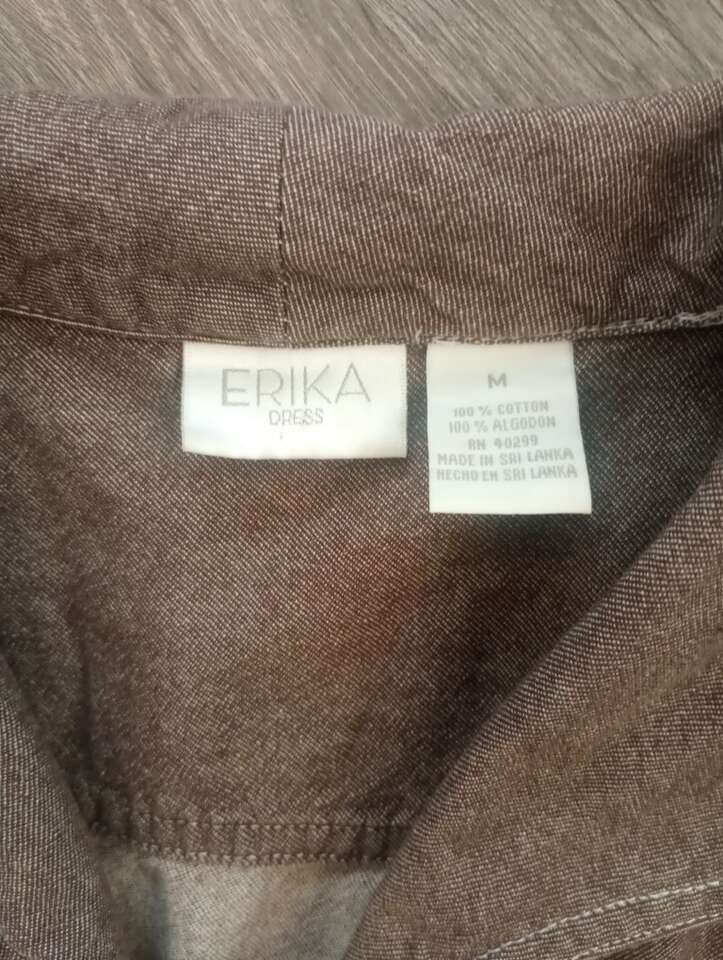 ERIKA
DRESS
M
100 % COTTON
100 % ALGODON
RN 40299
MADE IN SRI LANKA
HECHO EN SRI LANKA